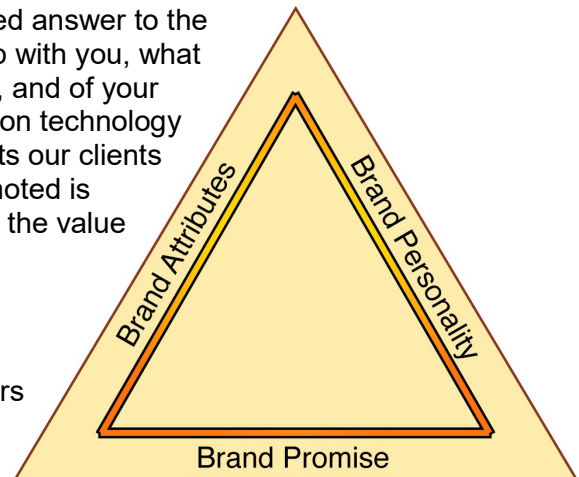 ed answer to the
o with you, what
, and of your
on technology
ts our clients
noted is
the value
rs
Brand Attributes
Brand Personality
Brand Promise